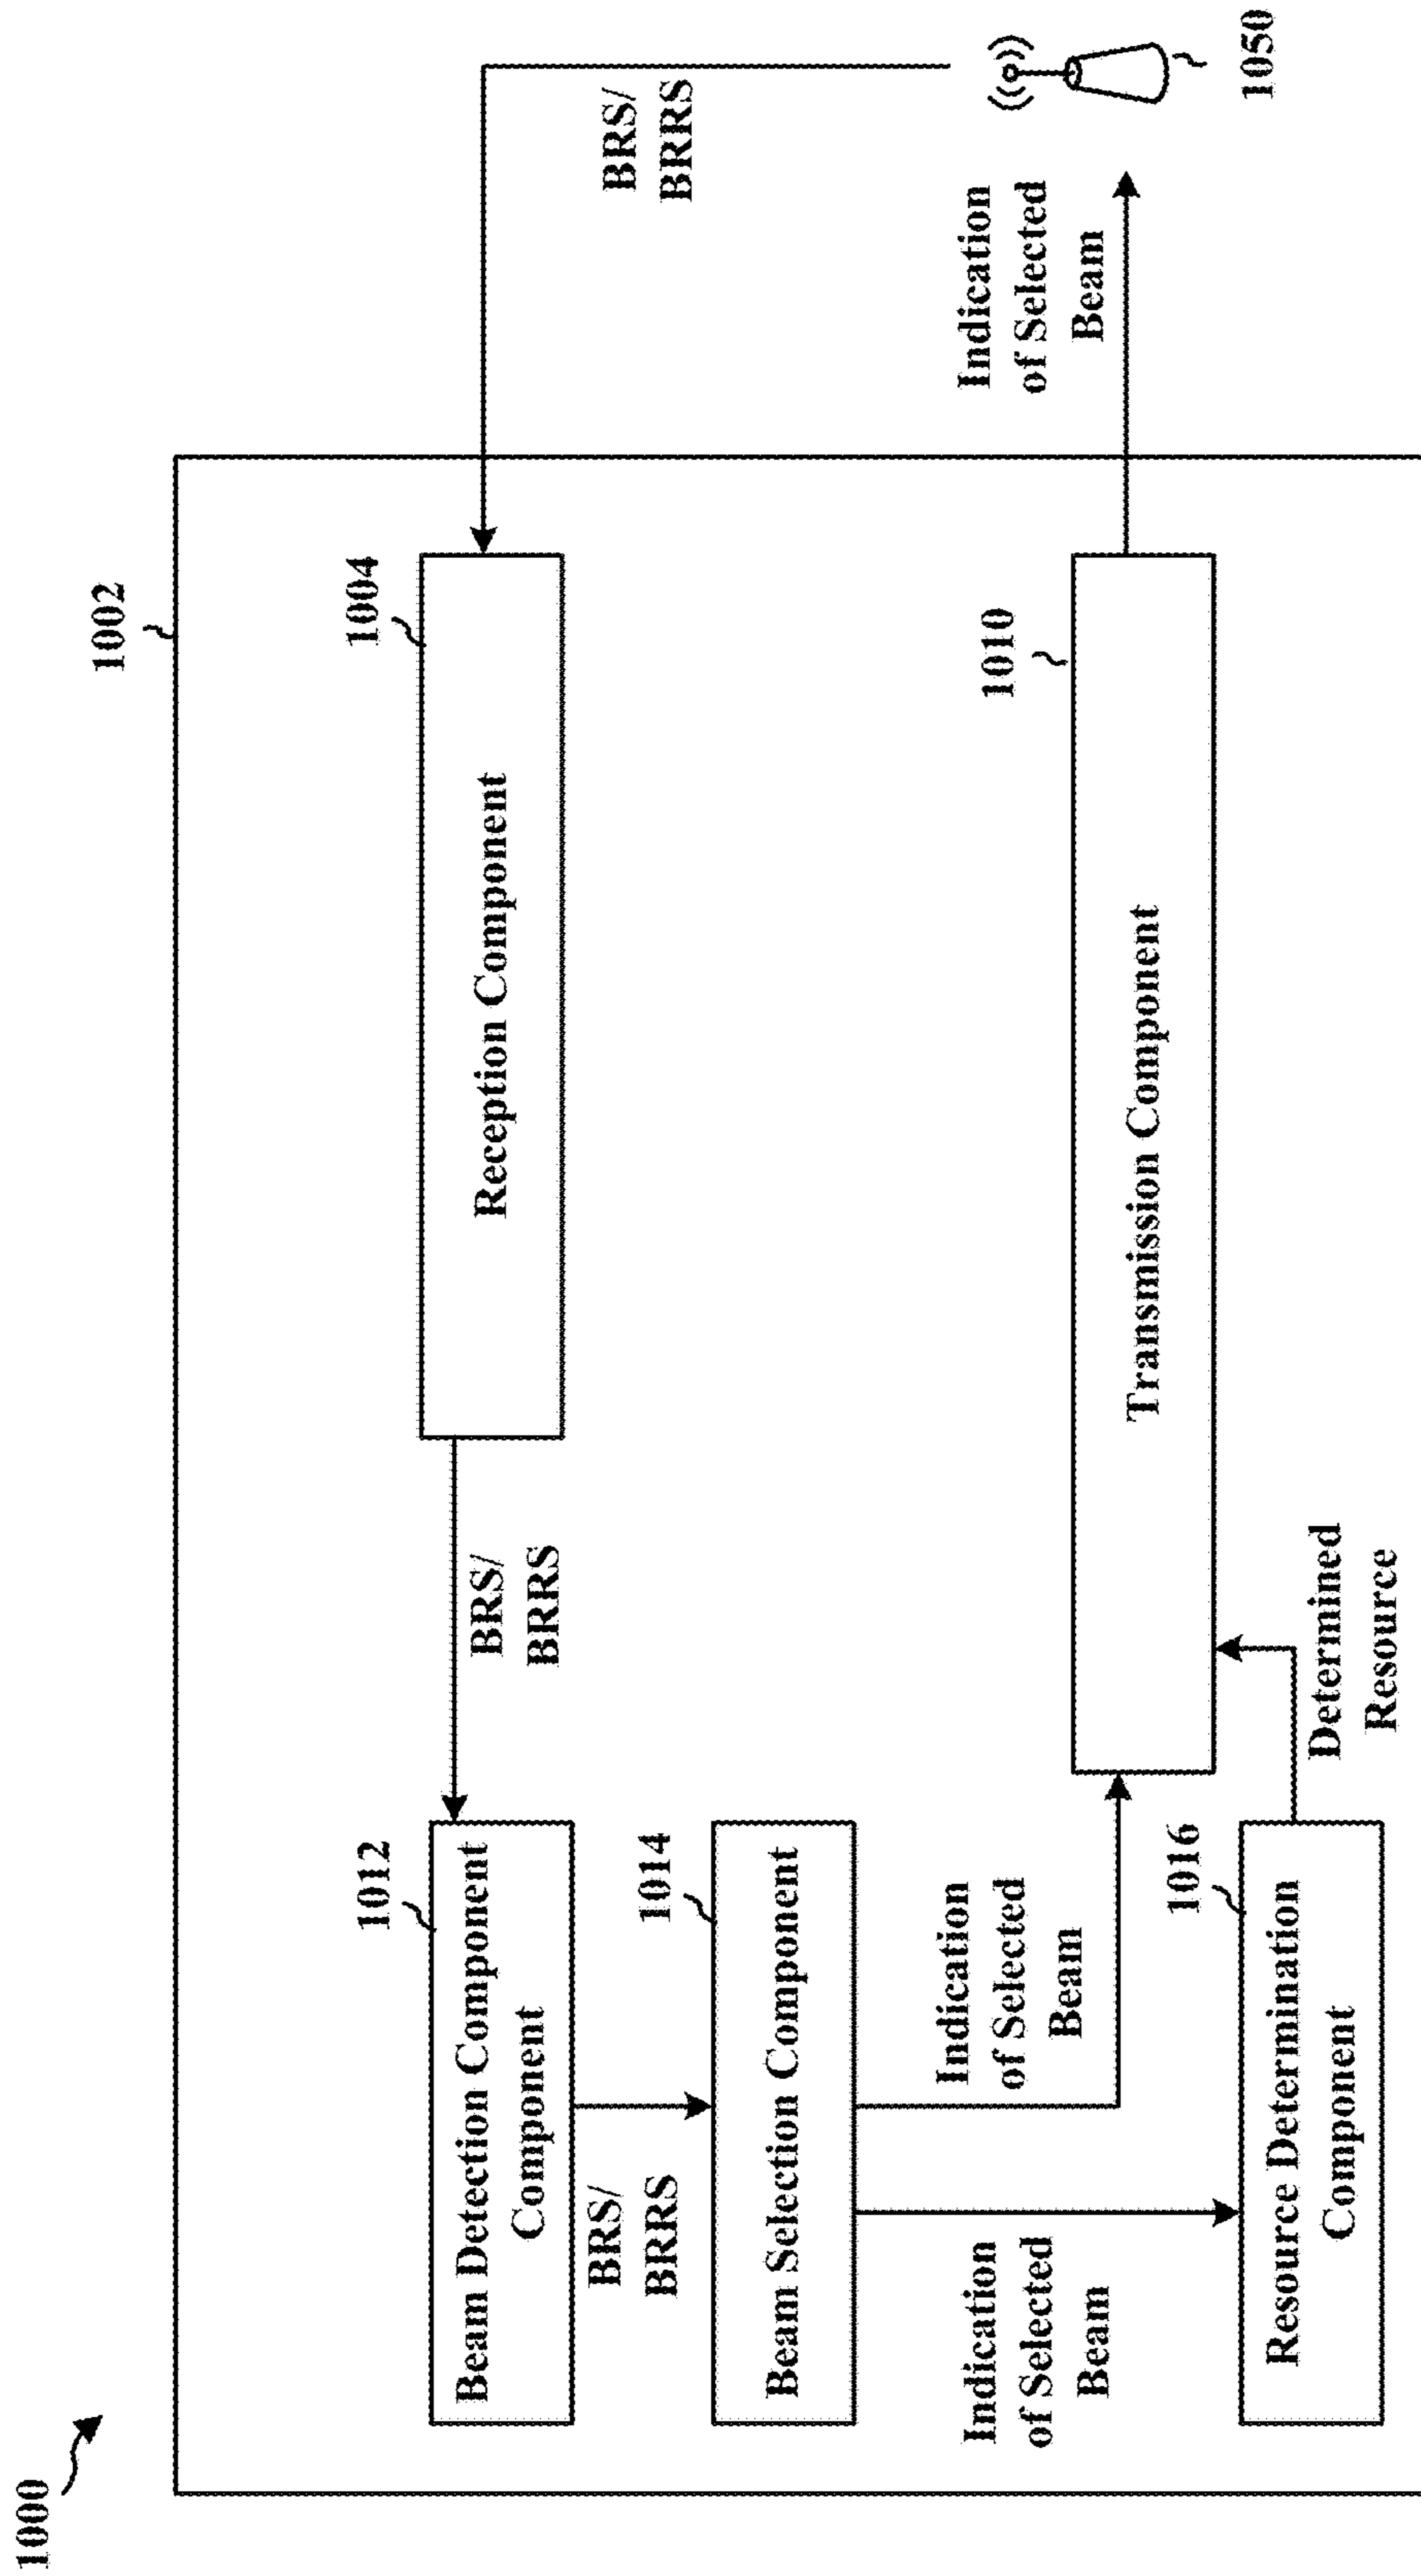 1000
1002
1004
Reception Component
BRS/
BRRS
BRS/
BRRS
1012
Beam Detection Component
Component
BRS/
BRRS
1014
Beam Selection Component
Indication
of Selected
Beam
Indication
of Selected
Beam
1016
Resource Determination
Component
Determined
Resource
1010
Transmission Component
Indication
of Selected
Beam
1050